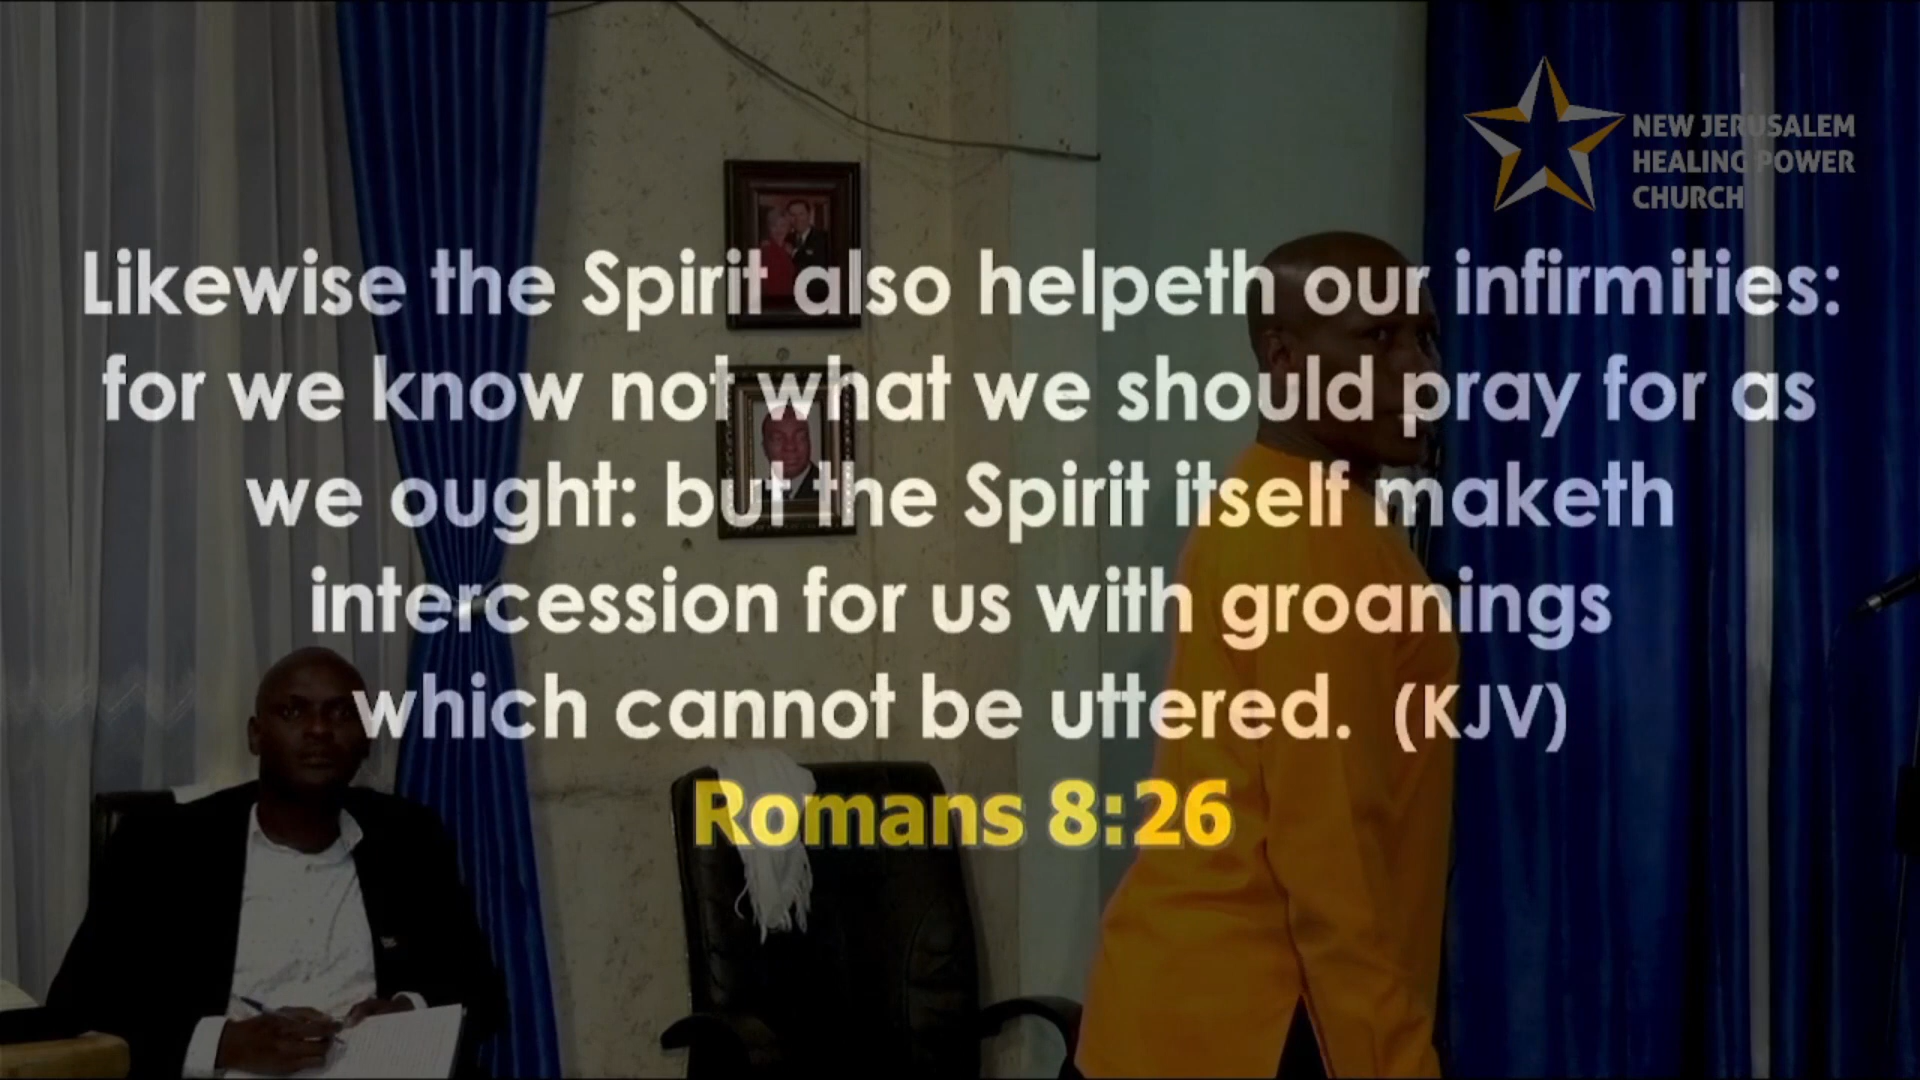 NEW JERUSALEM
HEALING POWER
CHURCH
Likewise the Spirit also helpeth our infirmities:
for we know not what we should pray for as
we ought: but the Spirit itself maketh
intercession for us with groanings
which cannot be uttered. (KJV)
Romans 8:26